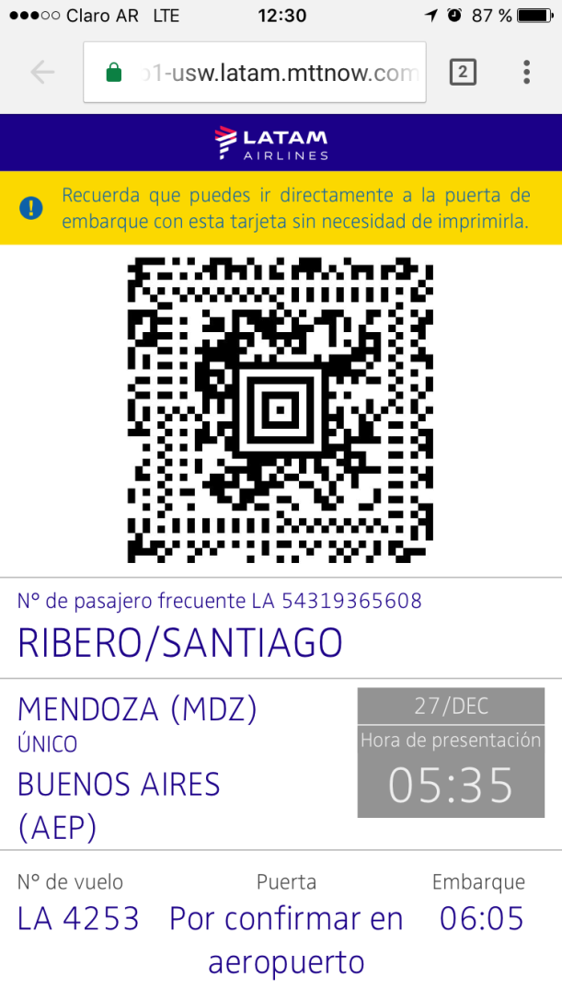 Claro AR LTE 12:30 87 %
o1-usw.latam.mttnow.com 2
LATAM
AIRLINES
Recuerda que puedes ir directamente a la puerta de
embarque con esta tarjeta sin necesidad de imprimirla.
Nº de pasajero frecuente LA 54319365608
RIBERO/SANTIAGO
MENDOZA (MDZ)
ÚNICO
BUENOS AIRES
(AEP)
27/DEC
Hora de presentación
05:35
Nº de vuelo Puerta Embarque
LA 4253 Por confirmar en 06:05
aeropuerto